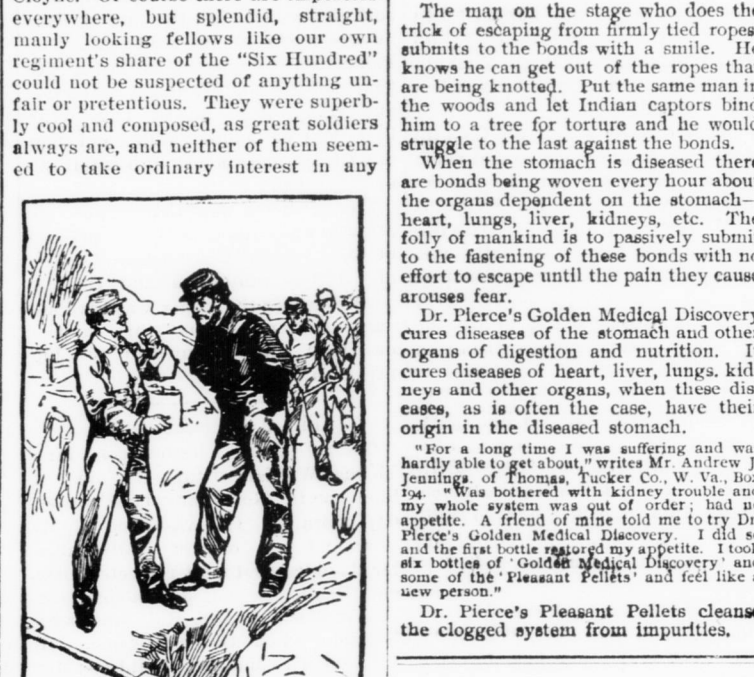 everywhere, but splendid, straight,
manly looking fellows like our own
regiment's share of the "Six Hundred"
could not be suspected of anything un-
fair or pretentious. They were superb-
ly cool and composed, as great soldiers
always are, and neither of them seem-
ed to take ordinary interest in any
The man on the stage who does the
trick of escaping from firmly tied ropes
submits to the bonds with a smile. He
knows he can get out of the ropes that
are being knotted. Put the same man in
the woods and let Indian captors bind
him to a tree for torture and he would
struggle to the last against the bonds.
When the stomach is diseased there
are bonds being woven every hour about
the organs dependent on the stomach—
heart, lungs, liver, kidneys, etc. The
folly of mankind is to passively submit
to the fastening of these bonds with no
effort to escape until the pain they cause
arouses fear.
Dr. Pierce's Golden Medical Discovery
cures diseases of the stomach and other
organs of digestion and nutrition. It
cures diseases of heart, liver, lungs. kid-
neys and other organs, when these dis-
eases, as is often the case, have their
origin in the diseased stomach.
"For a long time I was suffering and was
hardly able to get about," writes Mr. Andrew J.
Jennings. of Thomas, Tucker Co., W. Va., Box
194. "Was bothered with kidney trouble and
my whole system was out of order; had no
appetite. A friend of mine told me to try Dr.
Pierce's Golden Medical Discovery. I did so
and the first bottle restored my appetite. I took
six bottles of 'Golden Medical Discovery' and
some of the 'Pleasant Pellets' and feel like a
new person."
Dr. Pierce's Pleasant Pellets cleanse
the clogged system from impurities.